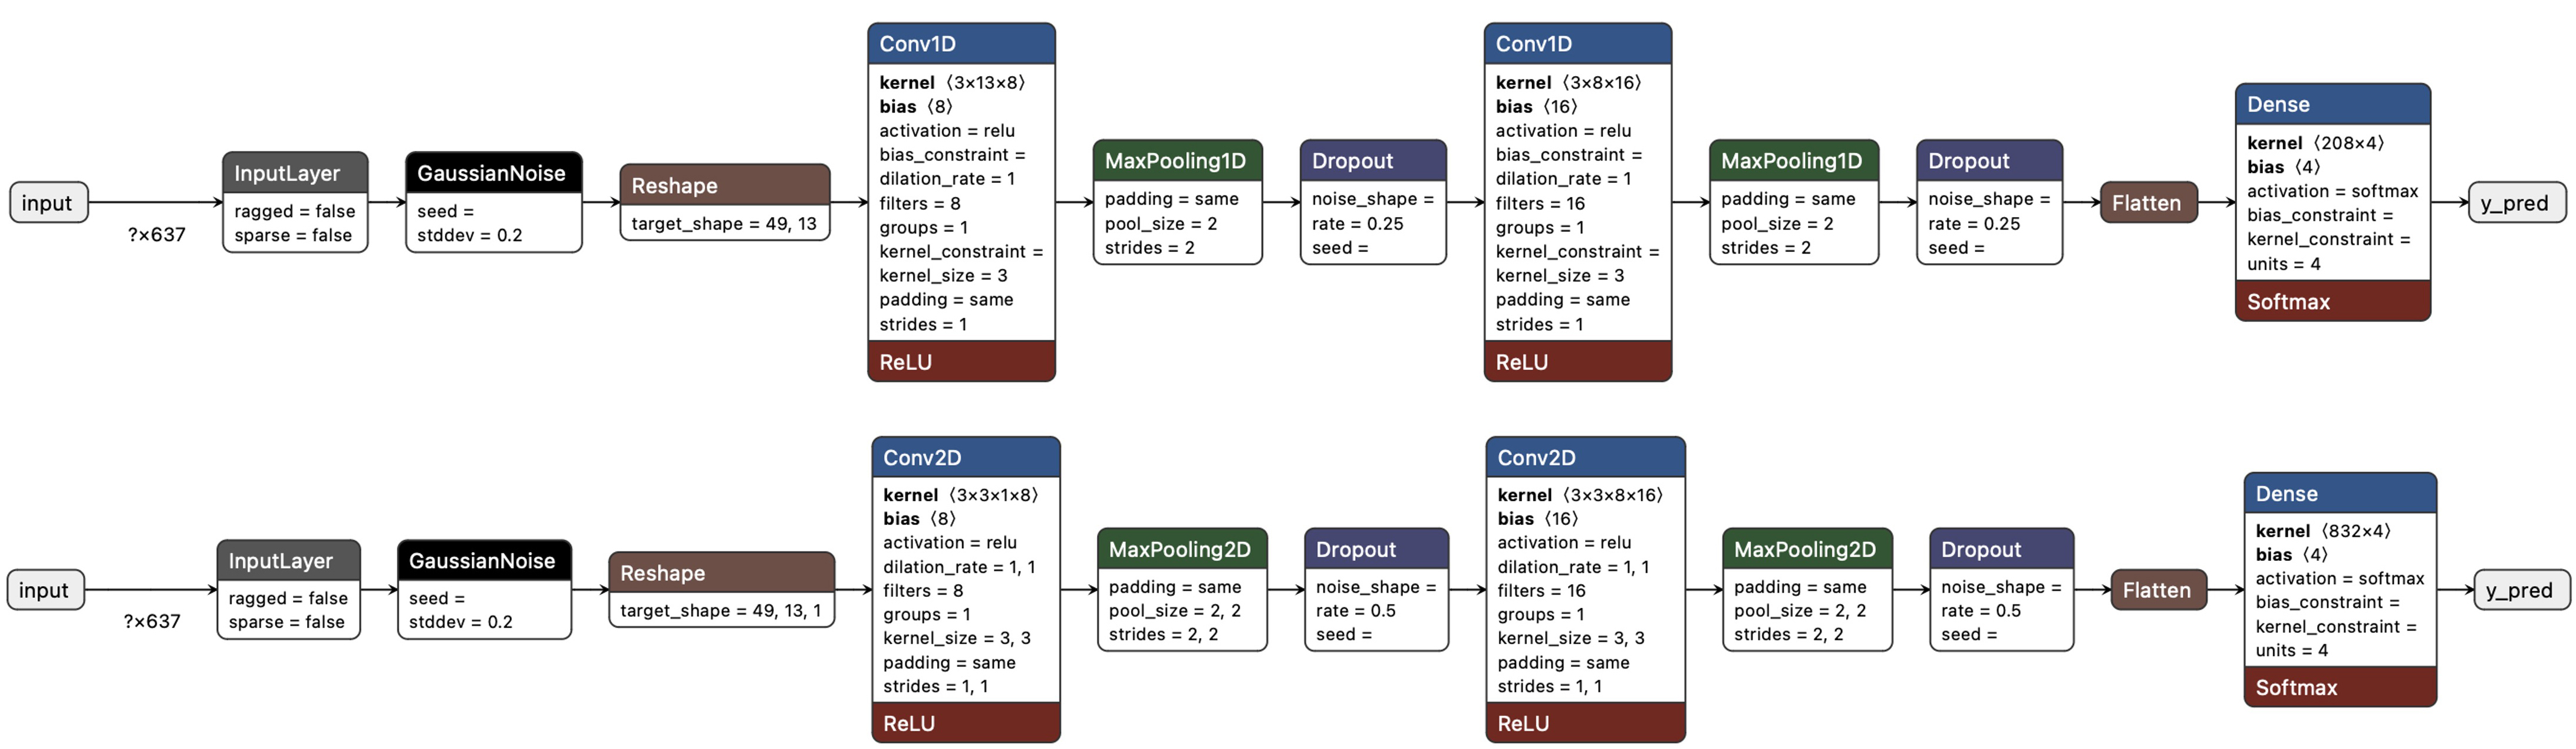 input
?×637
InputLayer
ragged = false
sparse = false
GaussianNoise
seed =
stddev = 0.2
Reshape
target_shape = 49, 13
Conv1D
kernel ⟨3×13×8⟩
bias ⟨8⟩
activation = relu
bias_constraint =
dilation_rate = 1
filters = 8
groups = 1
kernel_constraint =
kernel_size = 3
padding = same
strides = 1
ReLU
MaxPooling1D
padding = same
pool_size = 2
strides = 2
Dropout
noise_shape =
rate = 0.25
seed =
Conv1D
kernel ⟨3×8×16⟩
bias ⟨16⟩
activation = relu
bias_constraint =
dilation_rate = 1
filters = 16
groups = 1
kernel_constraint =
kernel_size = 3
padding = same
strides = 1
ReLU
MaxPooling1D
padding = same
pool_size = 2
strides = 2
Dropout
noise_shape =
rate = 0.25
seed =
Flatten
Dense
kernel ⟨208×4⟩
bias ⟨4⟩
activation = softmax
bias_constraint =
kernel_constraint =
units = 4
Softmax
y_pred
input
?×637
InputLayer
ragged = false
sparse = false
GaussianNoise
seed =
stddev = 0.2
Reshape
target_shape = 49, 13, 1
Conv2D
kernel ⟨3×3×1×8⟩
bias ⟨8⟩
activation = relu
dilation_rate = 1, 1
filters = 8
groups = 1
kernel_size = 3, 3
padding = same
strides = 1, 1
ReLU
MaxPooling2D
padding = same
pool_size = 2, 2
strides = 2, 2
Dropout
noise_shape =
rate = 0.5
seed =
Conv2D
kernel ⟨3×3×8×16⟩
bias ⟨16⟩
activation = relu
dilation_rate = 1, 1
filters = 16
groups = 1
kernel_size = 3, 3
padding = same
strides = 1, 1
ReLU
MaxPooling2D
padding = same
pool_size = 2, 2
strides = 2, 2
Dropout
noise_shape =
rate = 0.5
seed =
Flatten
Dense
kernel ⟨832×4⟩
bias ⟨4⟩
activation = softmax
bias_constraint =
kernel_constraint =
units = 4
Softmax
y_pred